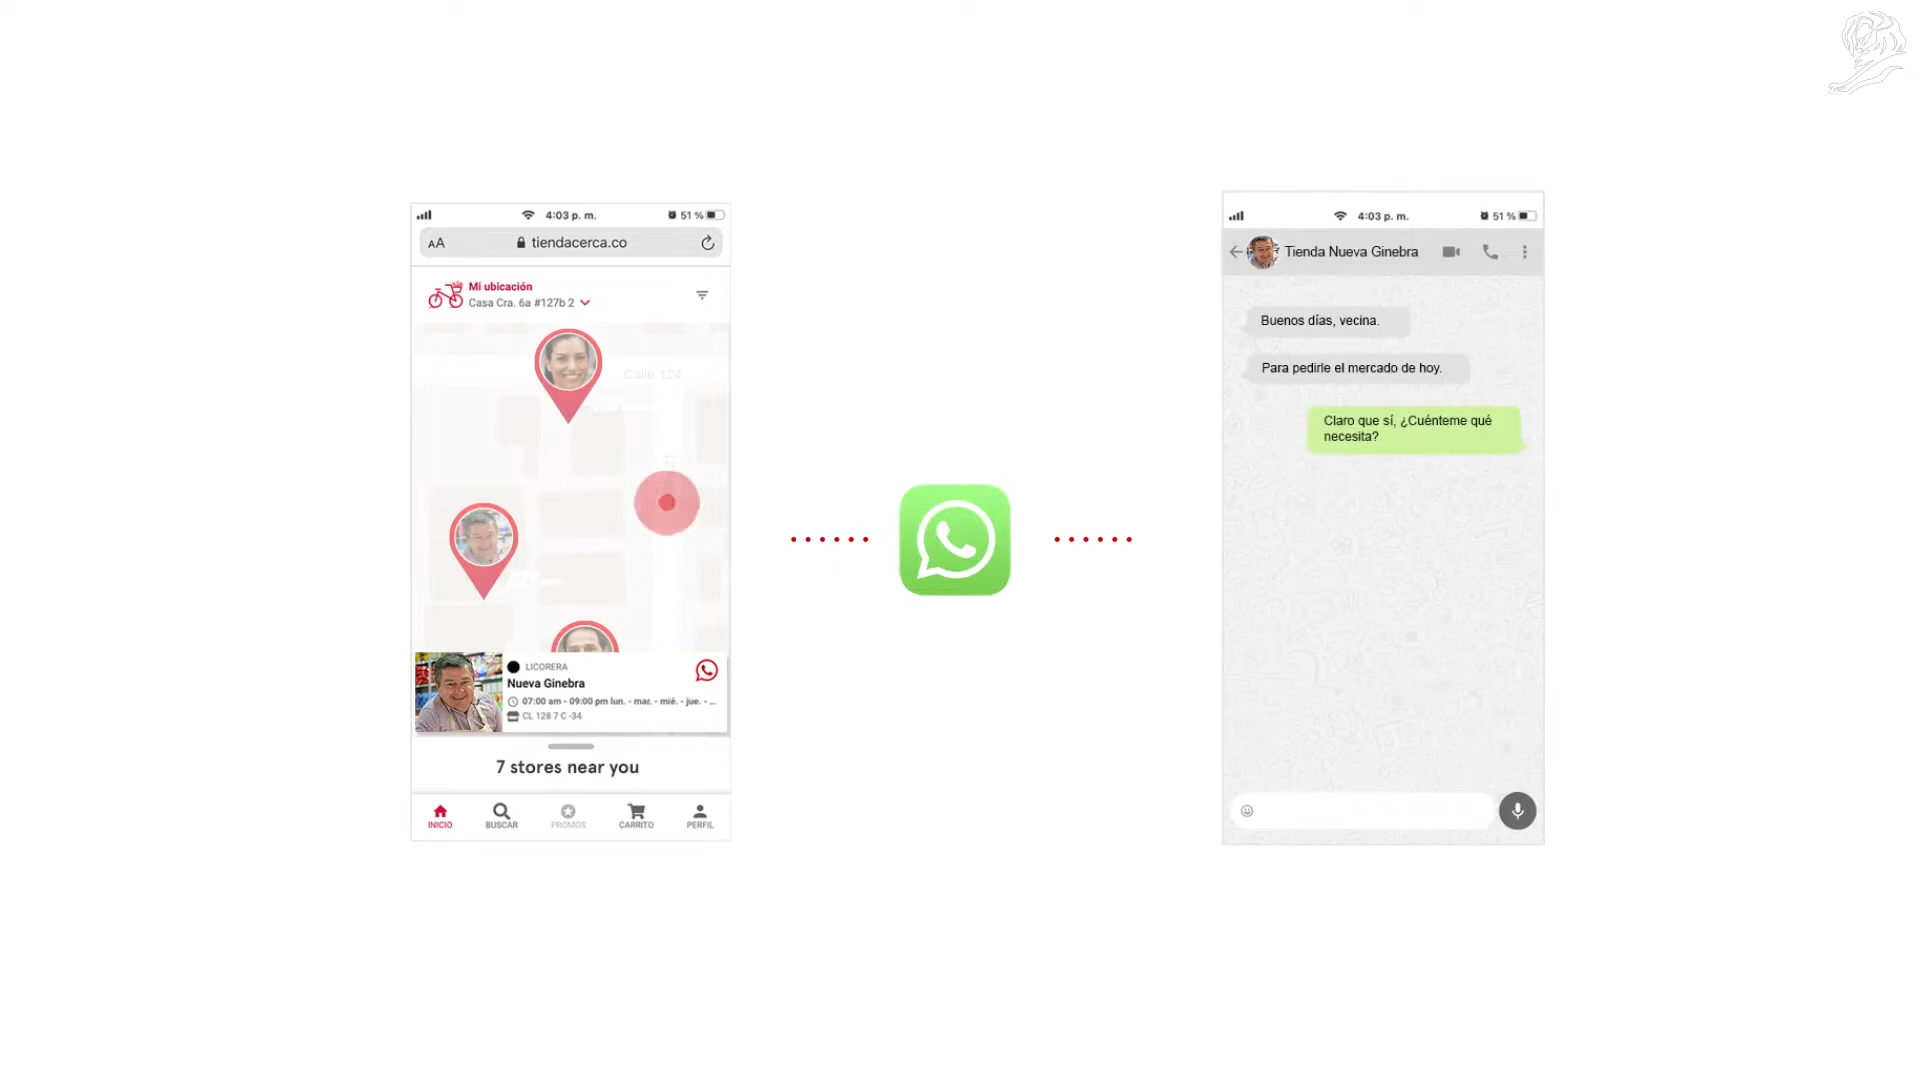 4:03 p. m.
51 %
AA
tiendacerca.co
Mi ubicación
Casa Cra. 6a #127b 2
Calle 124
LICORERA
Nueva Ginebra
07:00 am - 09:00 pm lun. - mar. - mié. - jue. - ...
CL 128 7 C -34
7 stores near you
INICIO
BUSCAR
PROMOS
CARRITO
PERFIL
4:03 p. m.
51 %
Tienda Nueva Ginebra
Buenos días, vecina.
Para pedirle el mercado de hoy.
Claro que sí, ¿Cuénteme qué
necesita?